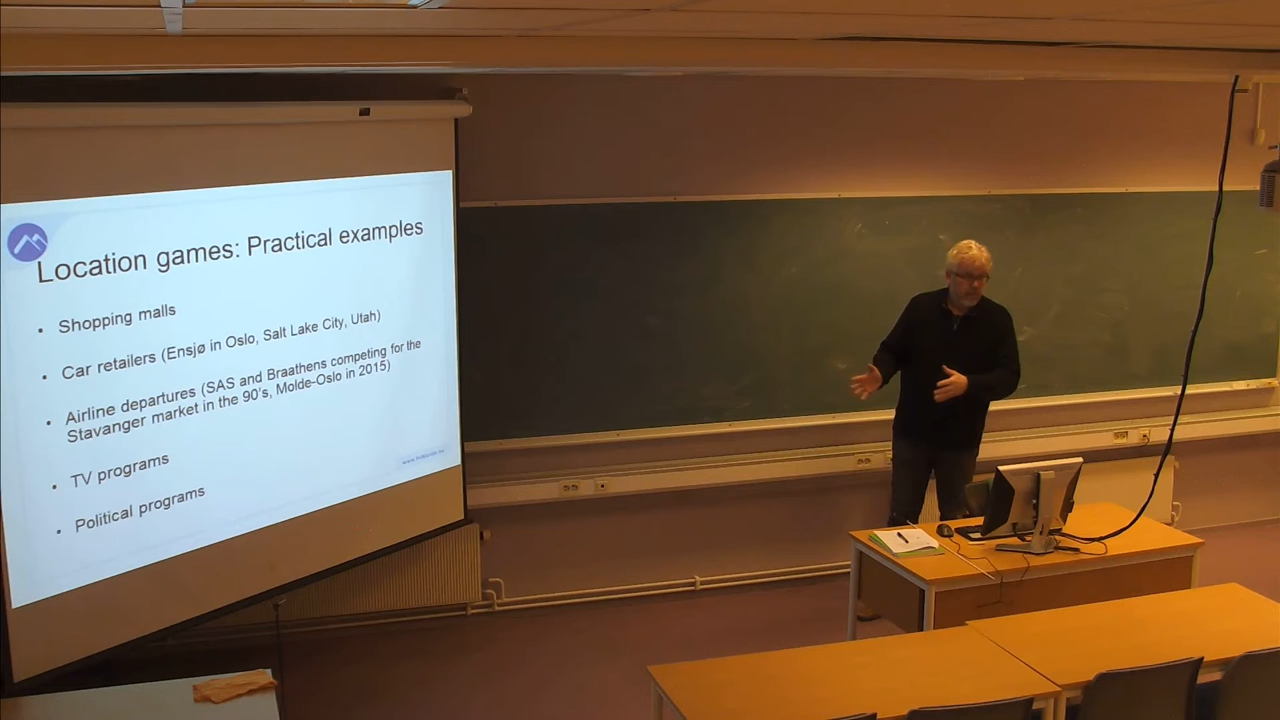 Location games: Practical examples
• Shopping malls
• Car retailers (Ensjø in Oslo, Salt Lake City, Utah)
• Airline departures (SAS and Braathens competing for the
Stavanger market in the 90's, Molde-Oslo in 2015)
• TV programs
• Political programs